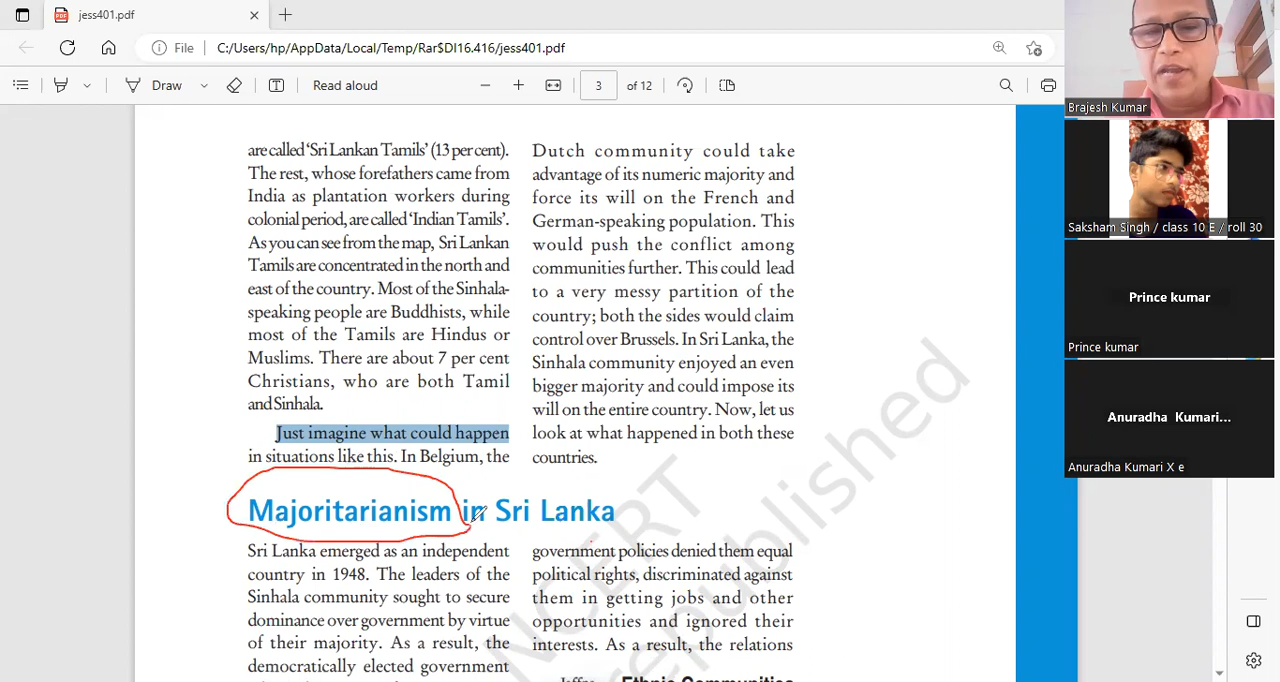 jess401.pdf
File
C:/Users/hp/AppData/Local/Temp/Rar$DI16.416/jess401.pdf
Draw
Read aloud
3
of 12
are called 'Sri Lankan Tamils' (13 per cent).
The rest, whose forefathers came from
India as plantation workers during
colonial period, are called 'Indian Tamils'.
As you can see from the map, Sri Lankan
Tamils are concentrated in the north and
east of the country. Most of the Sinhala-
speaking people are Buddhists, while
most of the Tamils are Hindus or
Muslims. There are about 7 per cent
Christians, who are both Tamil
and Sinhala.
Just imagine what could happen
in situations like this. In Belgium, the
Dutch community could take
advantage of its numeric majority and
force its will on the French and
German-speaking population. This
would push the conflict among
communities further. This could lead
to a very messy partition of the
country; both the sides would claim
control over Brussels. In Sri Lanka, the
Sinhala community enjoyed an even
bigger majority and could impose its
will on the entire country. Now, let us
look at what happened in both these
countries.
Majoritarianism in Sri Lanka
Sri Lanka emerged as an independent
country in 1948. The leaders of the
Sinhala community sought to secure
dominance over government by virtue
of their majority. As a result, the
democratically elected government
government policies denied them equal
political rights, discriminated against
them in getting jobs and other
opportunities and ignored their
interests. As a result, the relations
Ethnic Communities
NCERT
republished
Brajesh Kumar
Saksham Singh / class 10 E / roll 30
Prince kumar
Prince kumar
Anuradha Kumari...
Anuradha Kumari X e